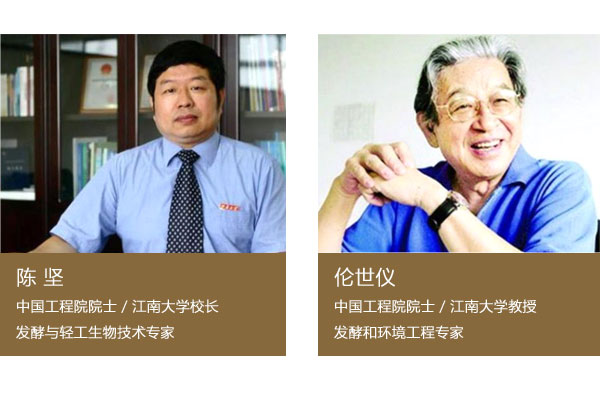 陈 坚
中国工程院院士 / 江南大学校长
发酵与轻工生物技术专家
伦世仪
中国工程院院士 / 江南大学教授
发酵和环境工程专家